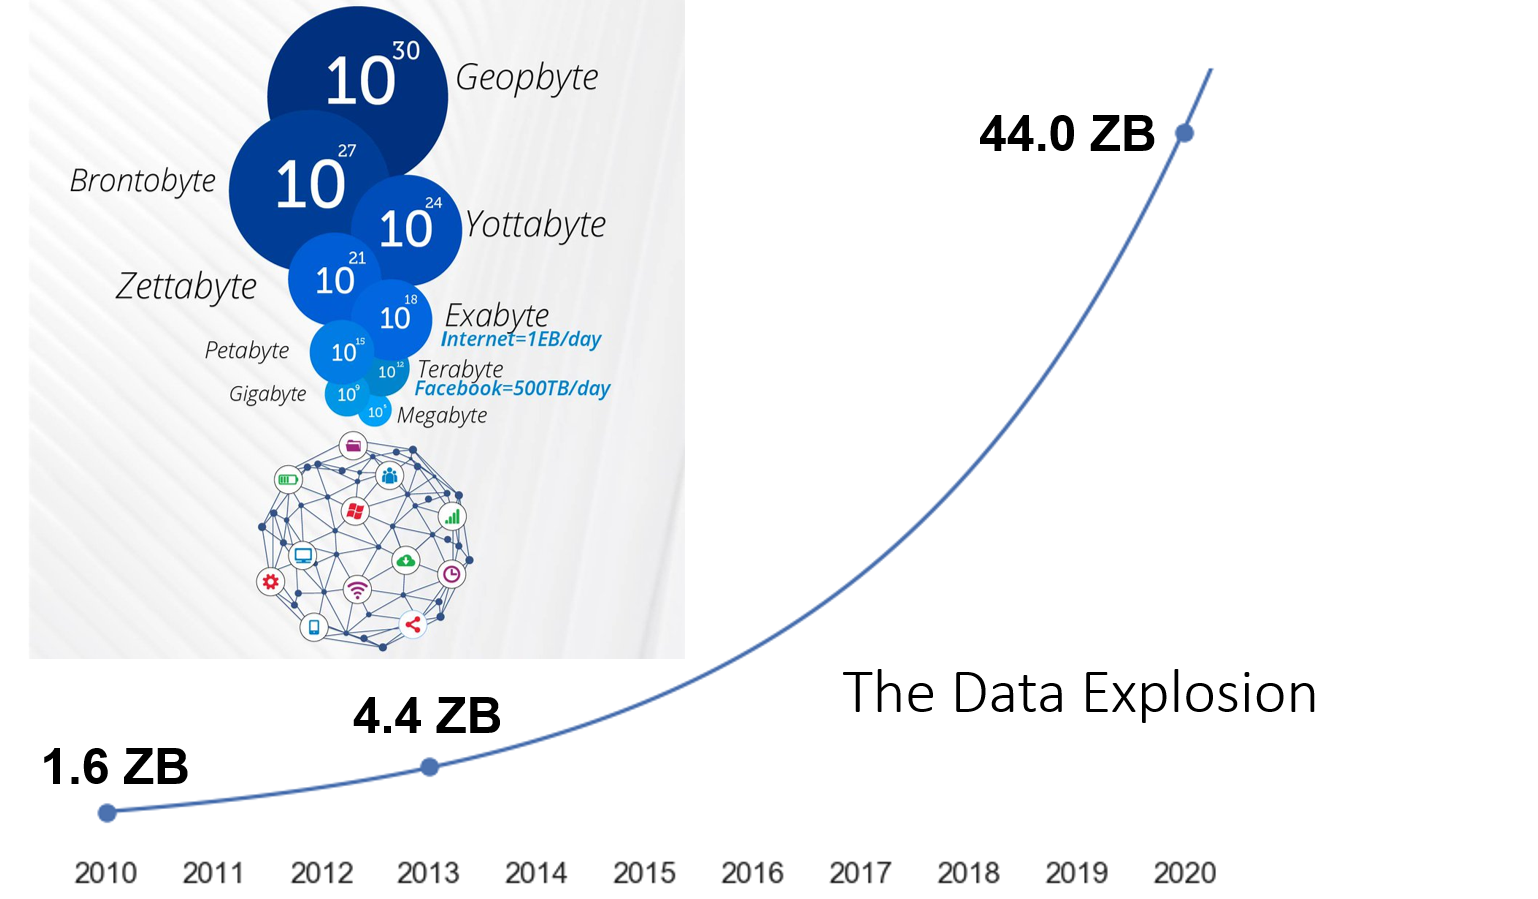 10^30 Geopbyte
Brontobyte 10^27
10^24 Yottabyte
Zettabyte 10^21
10^18 Exabyte
Internet=1EB/day
Petabyte 10^15
10^12 Terabyte
Facebook=500TB/day
Gigabyte 10^9
10^6 Megabyte
44.0 ZB
The Data Explosion
4.4 ZB
1.6 ZB
2010 2011 2012 2013 2014 2015 2016 2017 2018 2019 2020